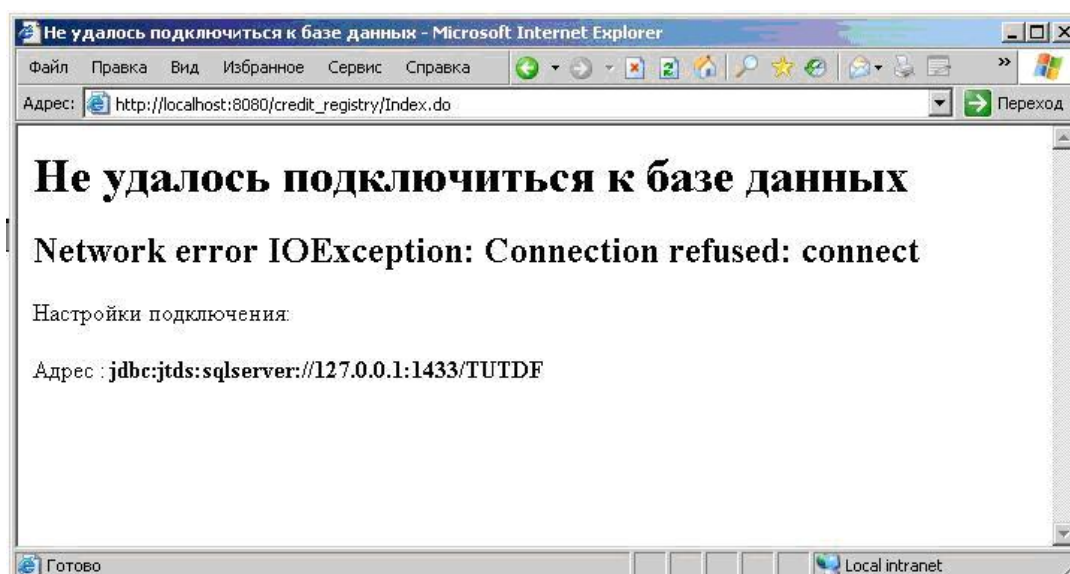 Не удалось подключиться к базе данных - Microsoft Internet Explorer
Файл Правка Вид Избранное Сервис Справка »
Адрес: http://localhost:8080/credit_registry/Index.do Переход
Не удалось подключиться к базе данных
Network error IOException: Connection refused: connect
Настройки подключения:
Адрес : jdbc:jtds:sqlserver://127.0.0.1:1433/TUTDF
Готово Local intranet